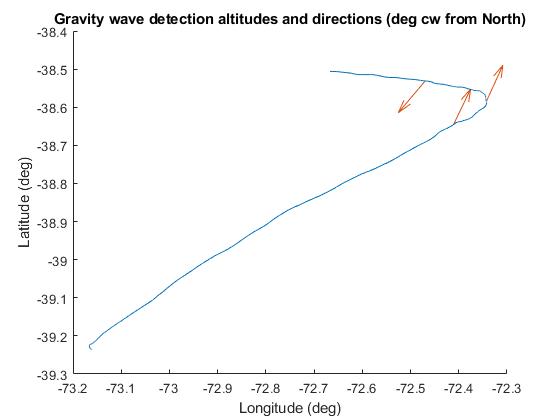 Gravity wave detection altitudes and directions (deg cw from North)
-38.4
-38.5
-38.6
-38.7
-38.8
-38.9
-39
-39.1
-39.2
-39.3
Latitude (deg)
-73.2 -73.1 -73 -72.9 -72.8 -72.7 -72.6 -72.5 -72.4 -72.3
Longitude (deg)